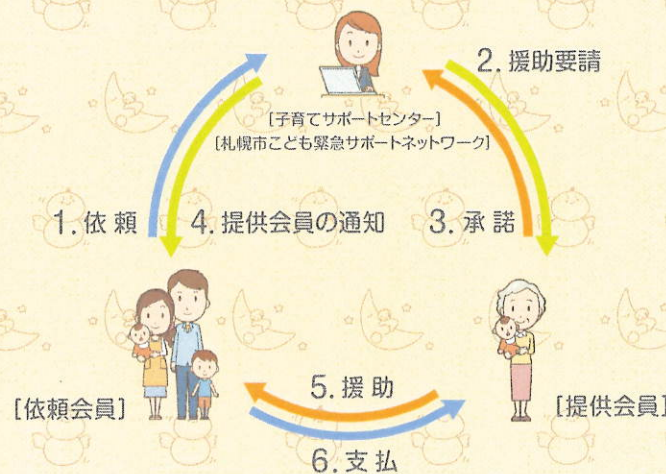 2. 援助要請
[子育てサポートセンター]
[札幌市こども緊急サポートネットワーク]
1. 依頼
4. 提供会員の通知
3. 承諾
5. 援助
[依頼会員]
[提供会員]
6. 支払